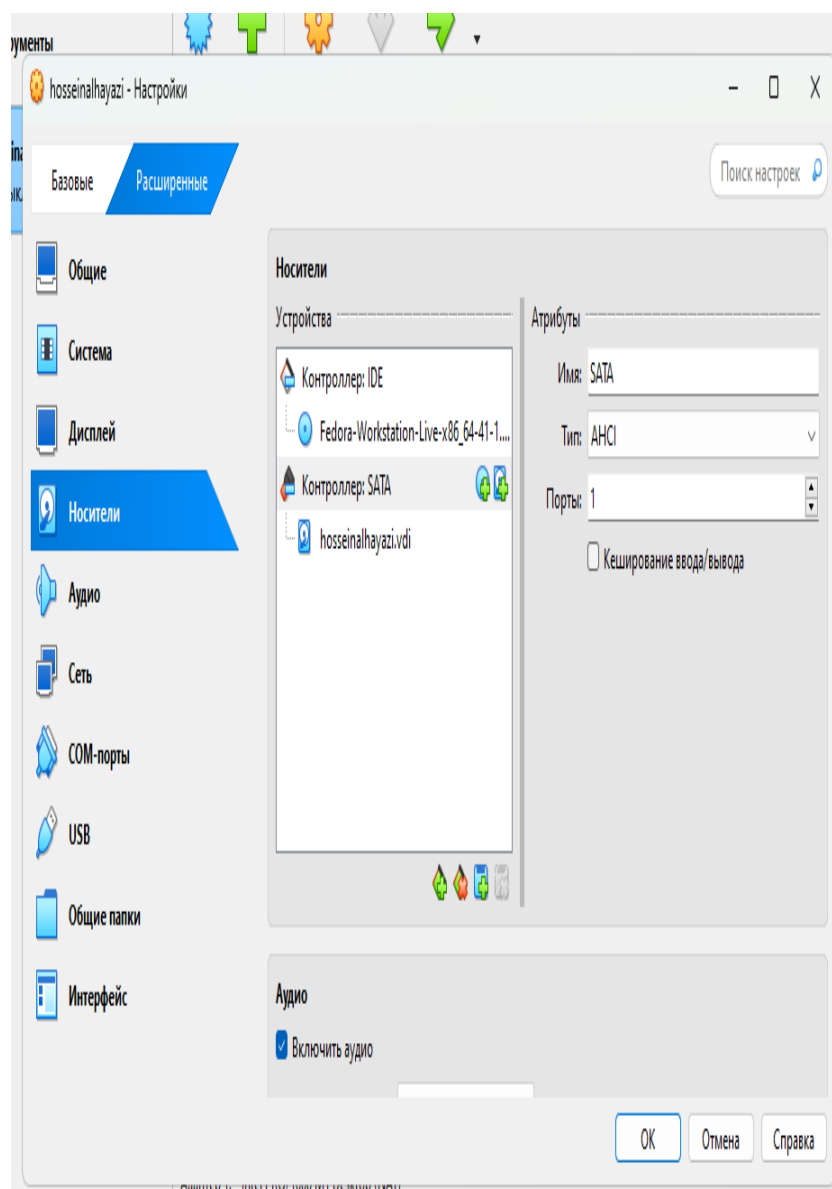 рументы
hosseinalhayazi - Настройки
Базовые
Расширенные
Поиск настроек
Общие
Система
Дисплей
Носители
Аудио
Сеть
COM-порты
USB
Общие папки
Интерфейс
Носители
Устройства
Контроллер: IDE
Fedora-Workstation-Live-x86_64-41-1....
Контроллер: SATA
hosseinalhayazi.vdi
Атрибуты
Имя: SATA
Тип: AHCI
Порты: 1
Кеширование ввода/вывода
Аудио
Включить аудио
OK
Отмена
Справка